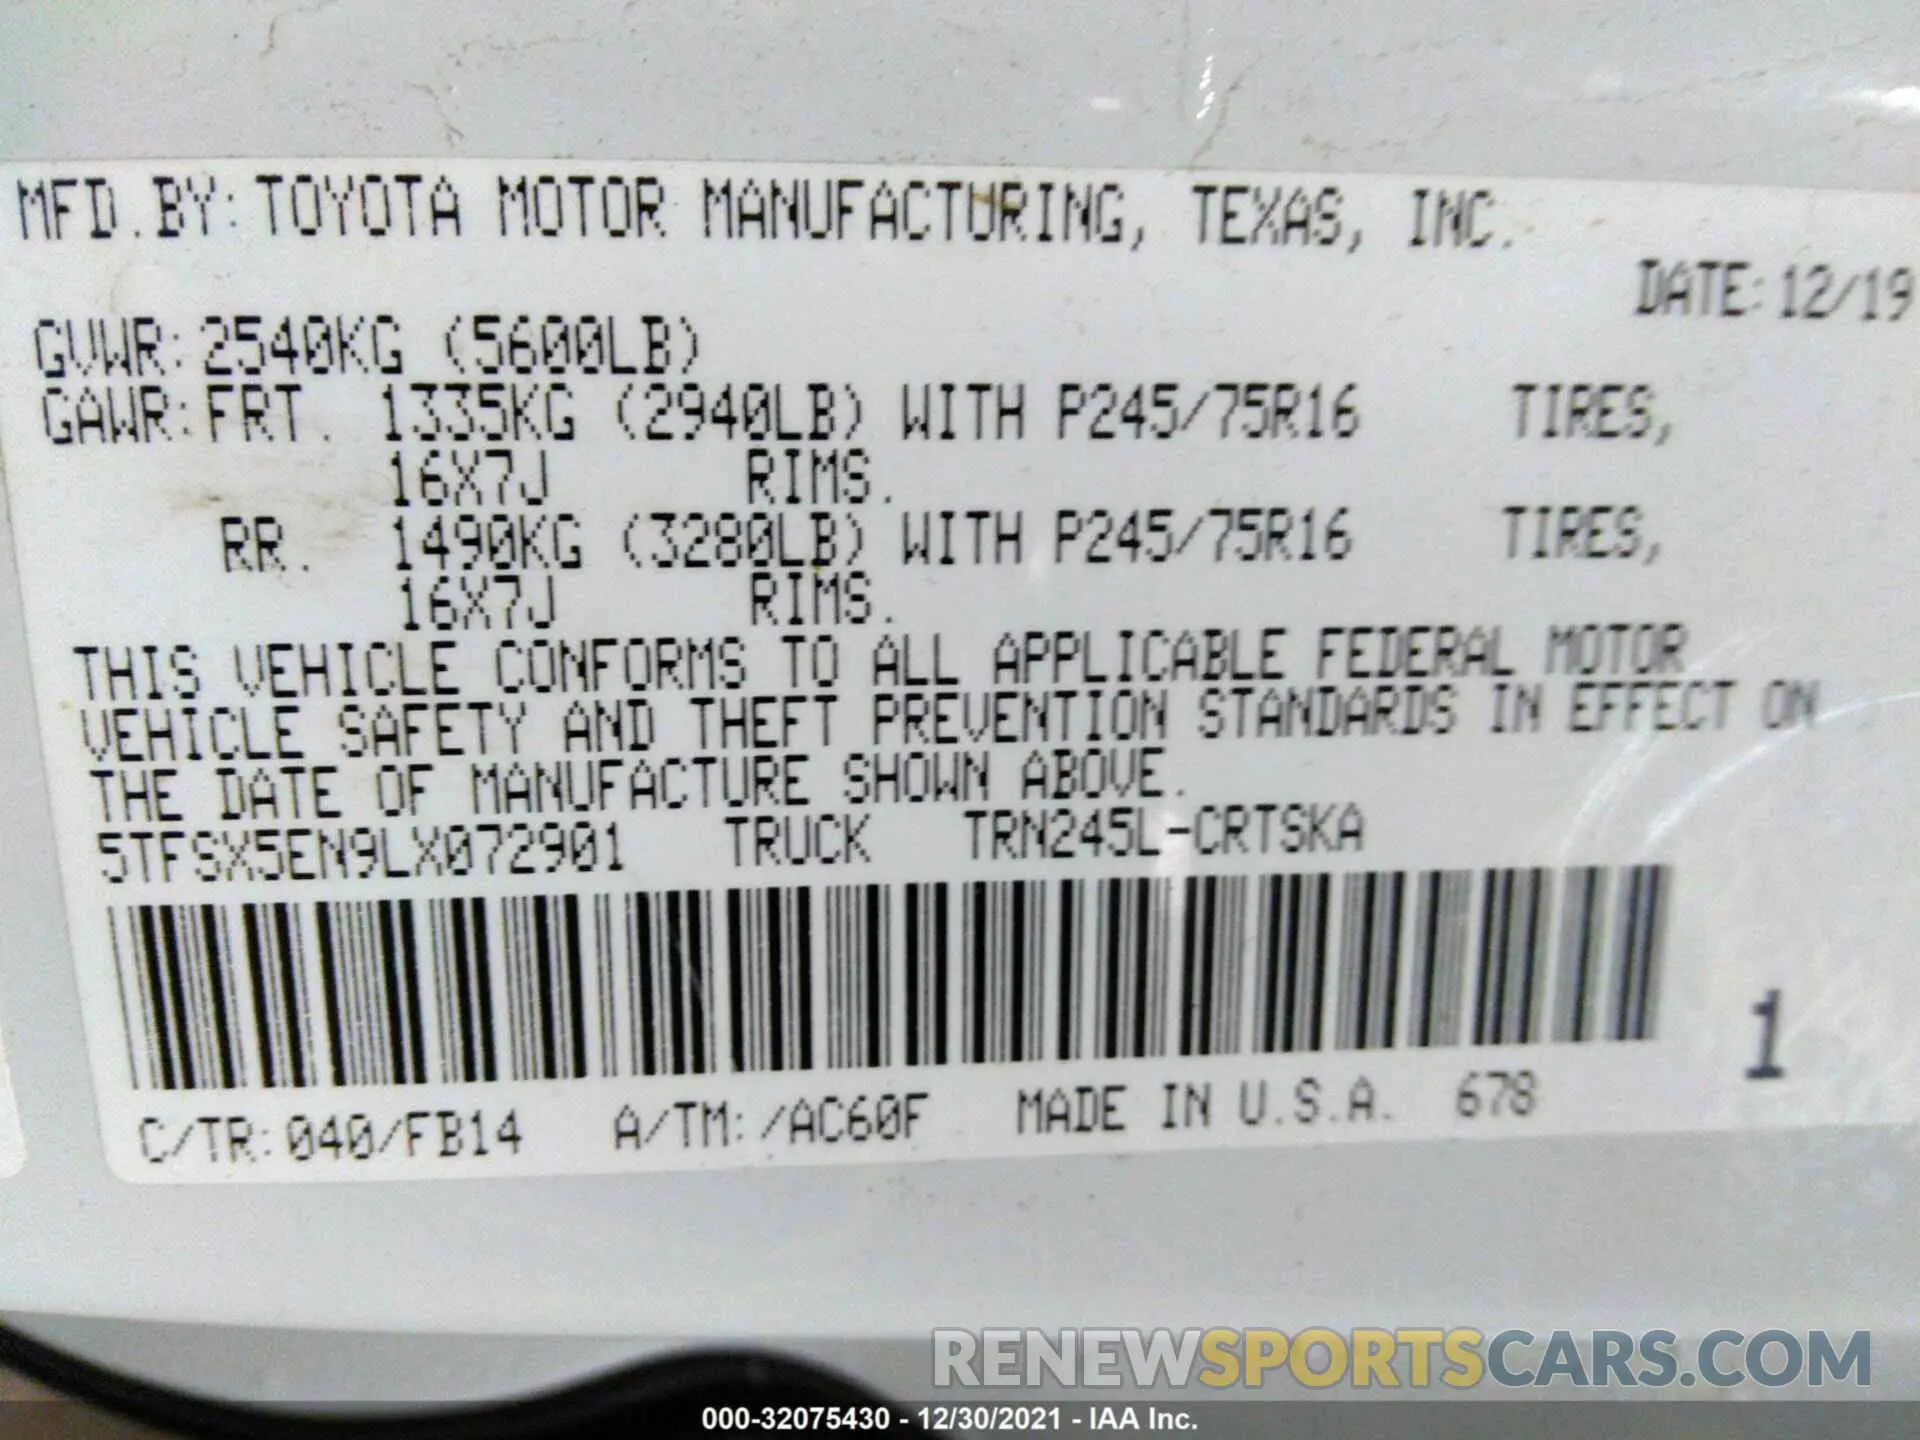 MFD.BY:TOYOTA MOTOR MANUFACTURING, TEXAS, INC.
DATE:12/19
GVWR:2540KG (5600LB)
GAWR:FRT. 1335KG (2940LB) WITH P245/75R16 TIRES,
16X7J RIMS.
RR. 1490KG (3280LB) WITH P245/75R16 TIRES,
16X7J RIMS.
THIS VEHICLE CONFORMS TO ALL APPLICABLE FEDERAL MOTOR
VEHICLE SAFETY AND THEFT PREVENTION STANDARDS IN EFFECT ON
THE DATE OF MANUFACTURE SHOWN ABOVE.
5TFSX5EN9LX072901 TRUCK TRN245L-CRTSKA
1
C/TR:040/FB14 A/TM:/AC60F MADE IN U.S.A. 678
RENEWSPORTSCARS.COM
000-32075430 - 12/30/2021 - IAA Inc.